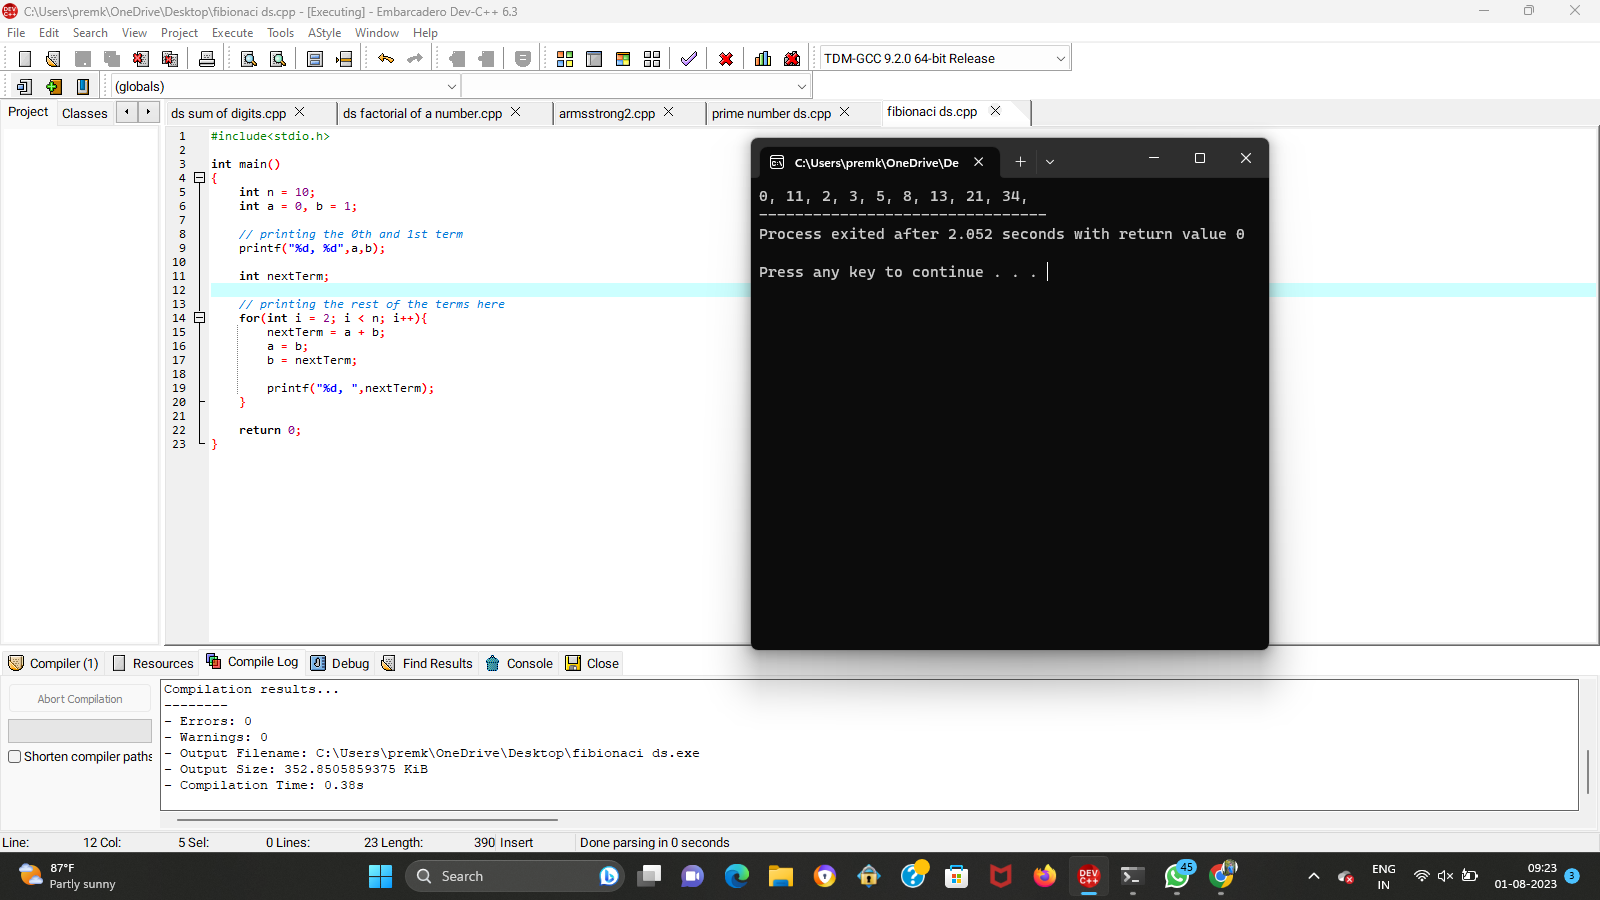 C:\Users\premk\OneDrive\Desktop\fibionaci ds.cpp - [Executing] - Embarcadero Dev-C++ 6.3
File Edit Search View Project Execute Tools AStyle Window Help
TDM-GCC 9.2.0 64-bit Release
(globals)
Project Classes
ds sum of digits.cpp ds factorial of a number.cpp armsstrong2.cpp prime number ds.cpp fibionaci ds.cpp
1 #include<stdio.h>
2
3 int main()
4 {
5 int n = 10;
6 int a = 0, b = 1;
7
8 // printing the 0th and 1st term
9 printf("%d, %d",a,b);
10
11 int nextTerm;
12
13 // printing the rest of the terms here
14 for(int i = 2; i < n; i++){
15 nextTerm = a + b;
16 a = b;
17 b = nextTerm;
18
19 printf("%d, ",nextTerm);
20 }
21
22 return 0;
23 }
C:\Users\premk\OneDrive\De
0, 11, 2, 3, 5, 8, 13, 21, 34,
--------------------------------
Process exited after 2.052 seconds with return value 0
Press any key to continue . . .
Compiler (1) Resources Compile Log Debug Find Results Console Close
Abort Compilation
Shorten compiler paths
Compilation results...
--------
- Errors: 0
- Warnings: 0
- Output Filename: C:\Users\premk\OneDrive\Desktop\fibionaci ds.exe
- Output Size: 352.8505859375 KiB
- Compilation Time: 0.38s
Line: 12 Col: 5 Sel: 0 Lines: 23 Length: 390 Insert Done parsing in 0 seconds
87°F
Partly sunny
Search
DEV
C++
45
ENG
IN
09:23
01-08-2023
3